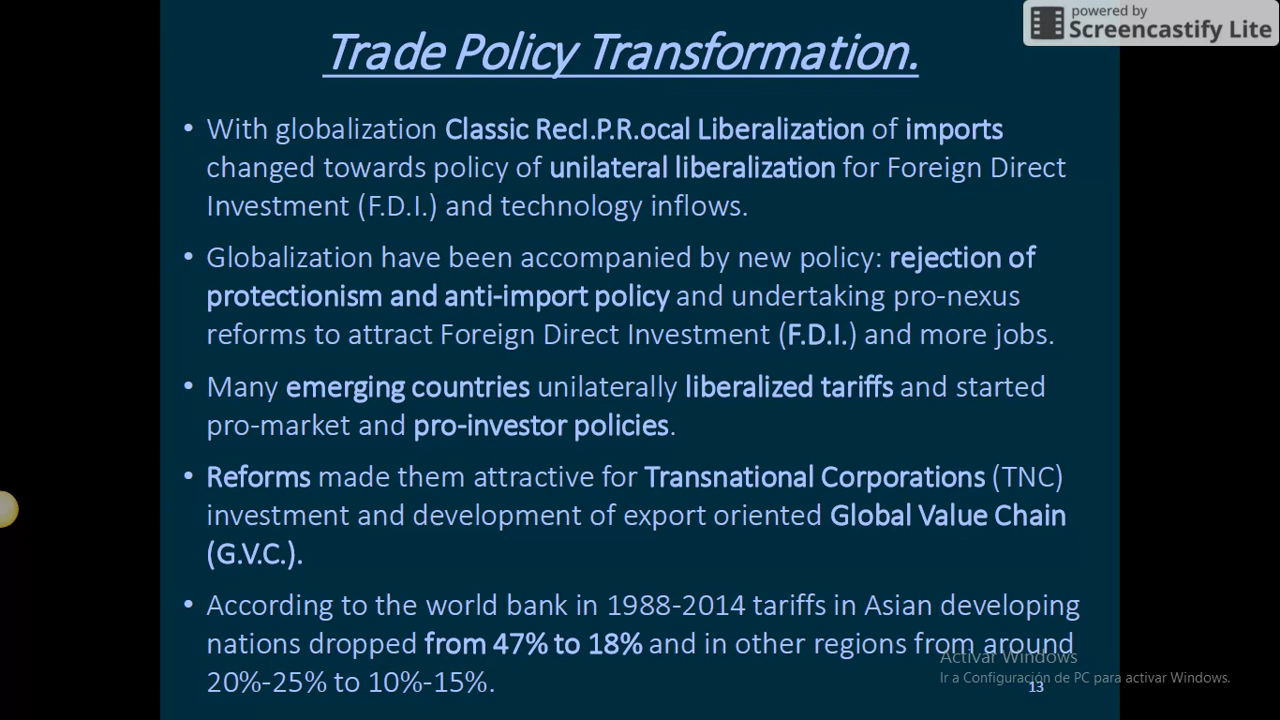 powered by
Screencastify Lite
Trade Policy Transformation.
• With globalization Classic RecI.P.R.ocal Liberalization of imports
changed towards policy of unilateral liberalization for Foreign Direct
Investment (F.D.I.) and technology inflows.
• Globalization have been accompanied by new policy: rejection of
protectionism and anti-import policy and undertaking pro-nexus
reforms to attract Foreign Direct Investment (F.D.I.) and more jobs.
• Many emerging countries unilaterally liberalized tariffs and started
pro-market and pro-investor policies.
• Reforms made them attractive for Transnational Corporations (TNC)
investment and development of export oriented Global Value Chain
(G.V.C.).
• According to the world bank in 1988-2014 tariffs in Asian developing
nations dropped from 47% to 18% and in other regions from around
20%-25% to 10%-15%.
Activar Windows
Ir a Configuración de PC para activar Windows.
13